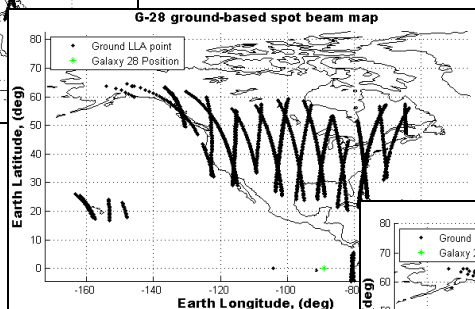 G-28 ground-based spot beam map
Ground LLA point
Galaxy 28 Position
Earth Latitude, (deg)
80
70
60
50
40
30
20
10
0
-160
-140
-120
-100
-80
Earth Longitude, (deg)
80
70
60
50
Ground
Galaxy
deg)